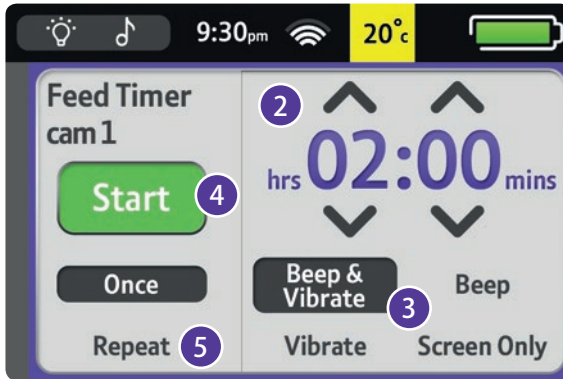 9:30pm 20°c
Feed Timer
cam 1
2
hrs 02:00 mins
Start 4
Once
Beep &
Vibrate
3
Beep
Repeat 5
Vibrate
Screen Only